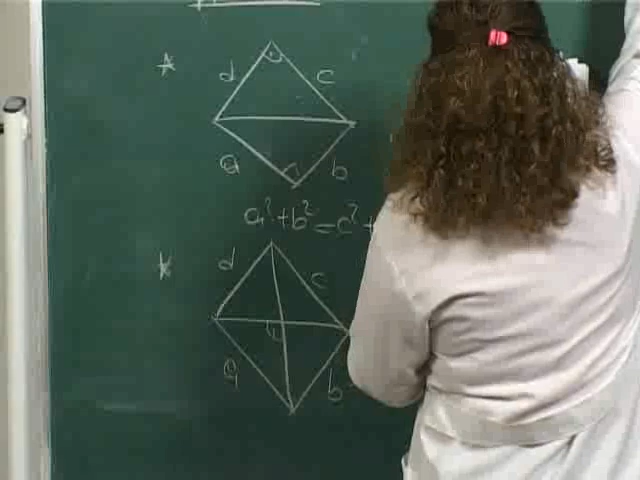 *
d c
a b
a² + b² = c² +
*
d c
a b